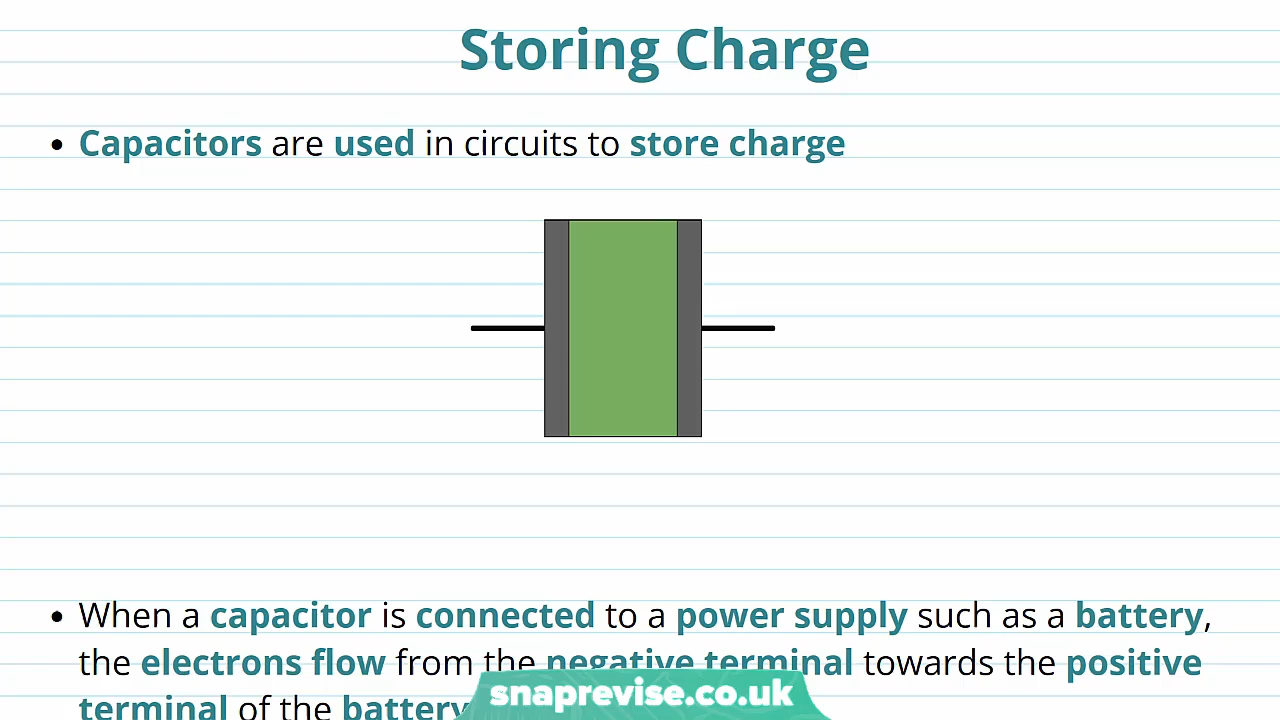 Storing Charge
• Capacitors are used in circuits to store charge
• When a capacitor is connected to a power supply such as a battery,
the electrons flow from the negative terminal towards the positive
terminal of the battery
snaprevise.co.uk